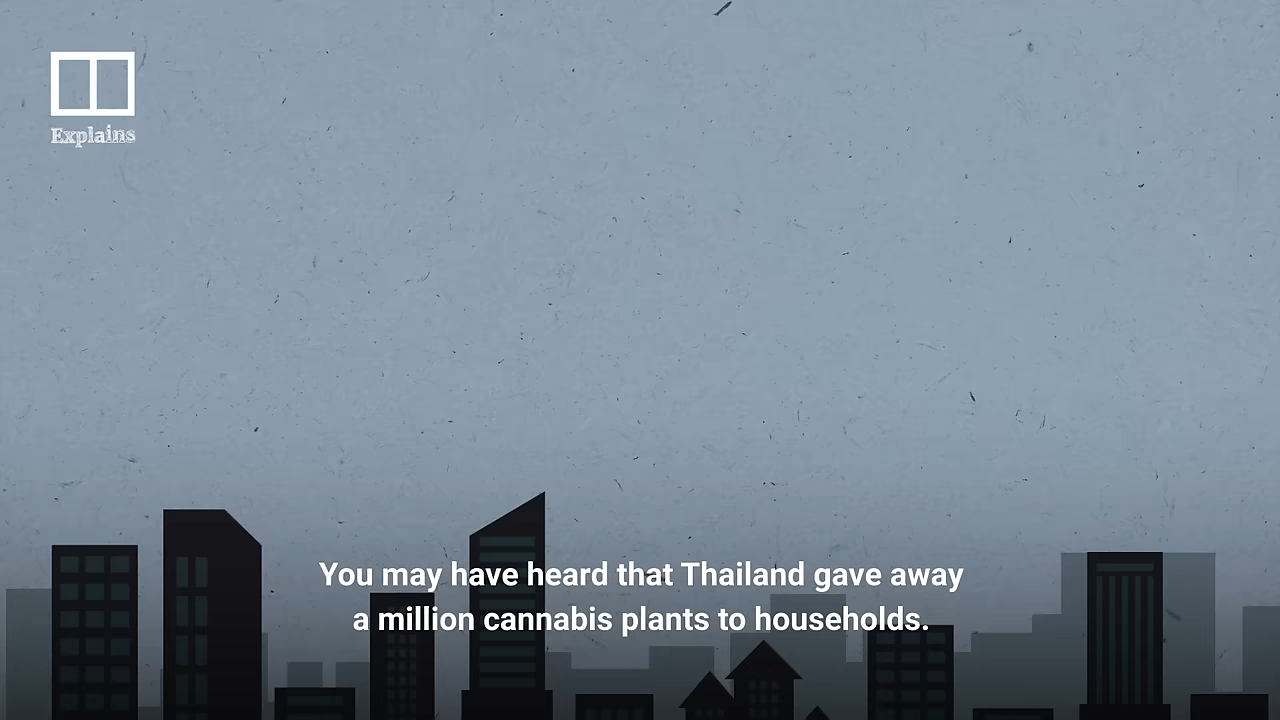 Explains
You may have heard that Thailand gave away
a million cannabis plants to households.